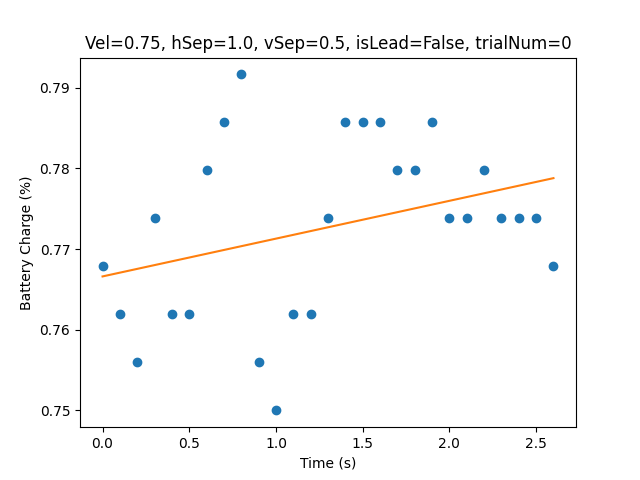 Vel=0.75, hSep=1.0, vSep=0.5, isLead=False, trialNum=0
0.79
0.78
0.77
0.76
0.75
Battery Charge (%)
0.0 0.5 1.0 1.5 2.0 2.5
Time (s)